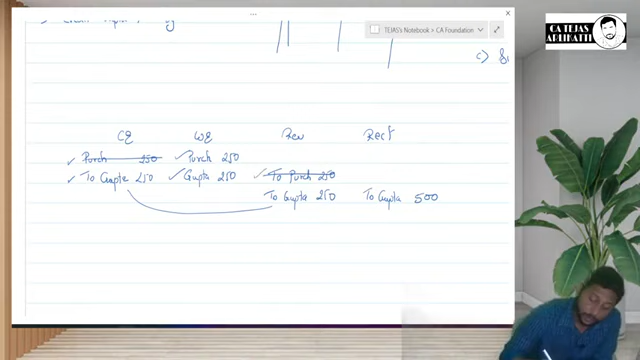 TEJAS's Notebook > CA Foundation
CA TEJAS
C>
CE WE Rev Rect
Purch 250 Purch 250
To Gupta 250 Gupta 250 To Purch 250
To Gupta 250 To Gupta 500